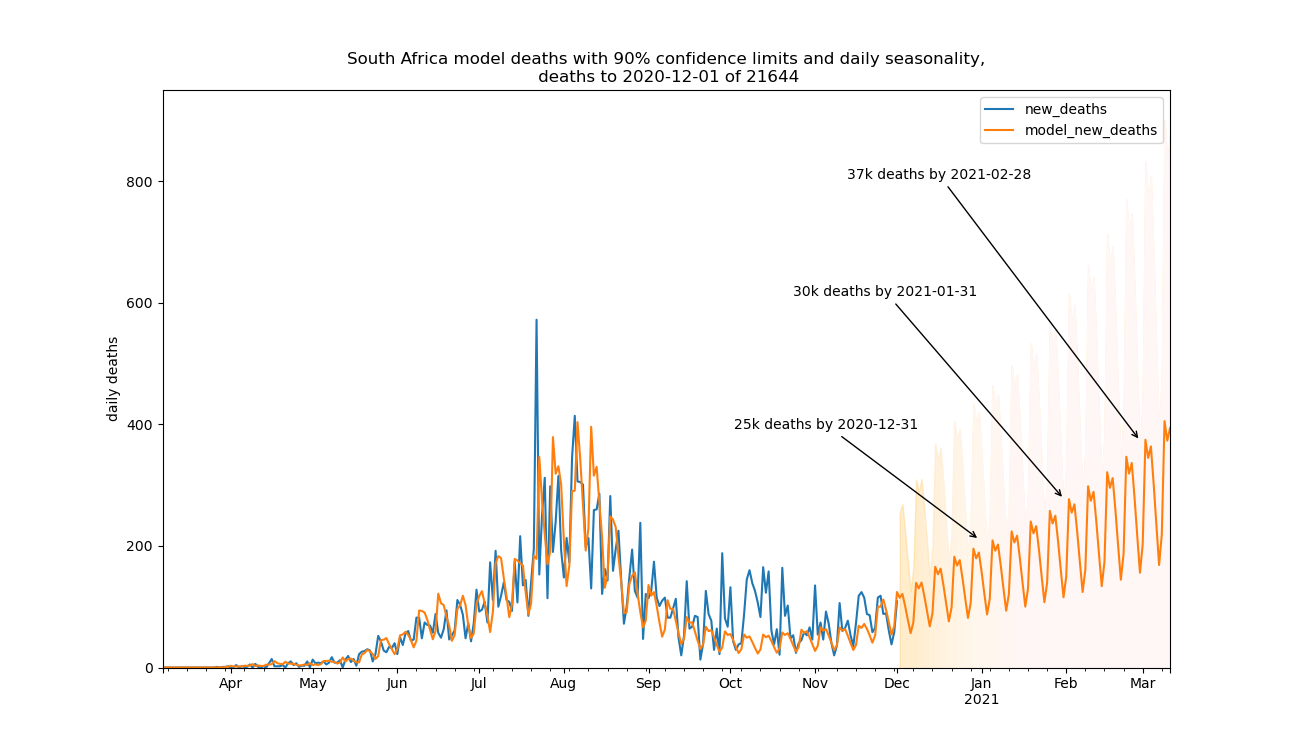 South Africa model deaths with 90% confidence limits and daily seasonality,
deaths to 2020-12-01 of 21644
new_deaths
model_new_deaths
37k deaths by 2021-02-28
30k deaths by 2021-01-31
25k deaths by 2020-12-31
daily deaths
800
600
400
200
0
Apr May Jun Jul Aug Sep Oct Nov Dec Jan Feb Mar
2021